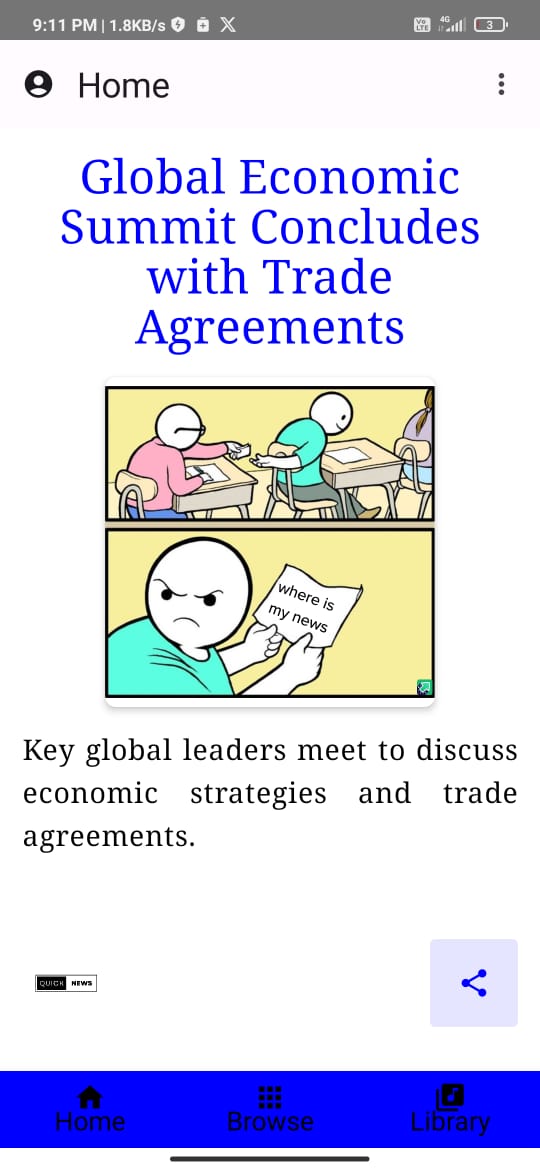 9:11 PM | 1.8KB/s
Vo LTE 4G 3
Home
Global Economic
Summit Concludes
with Trade
Agreements
where is
my news
Key global leaders meet to discuss
economic strategies and trade
agreements.
QUICK NEWS
Home Browse Library